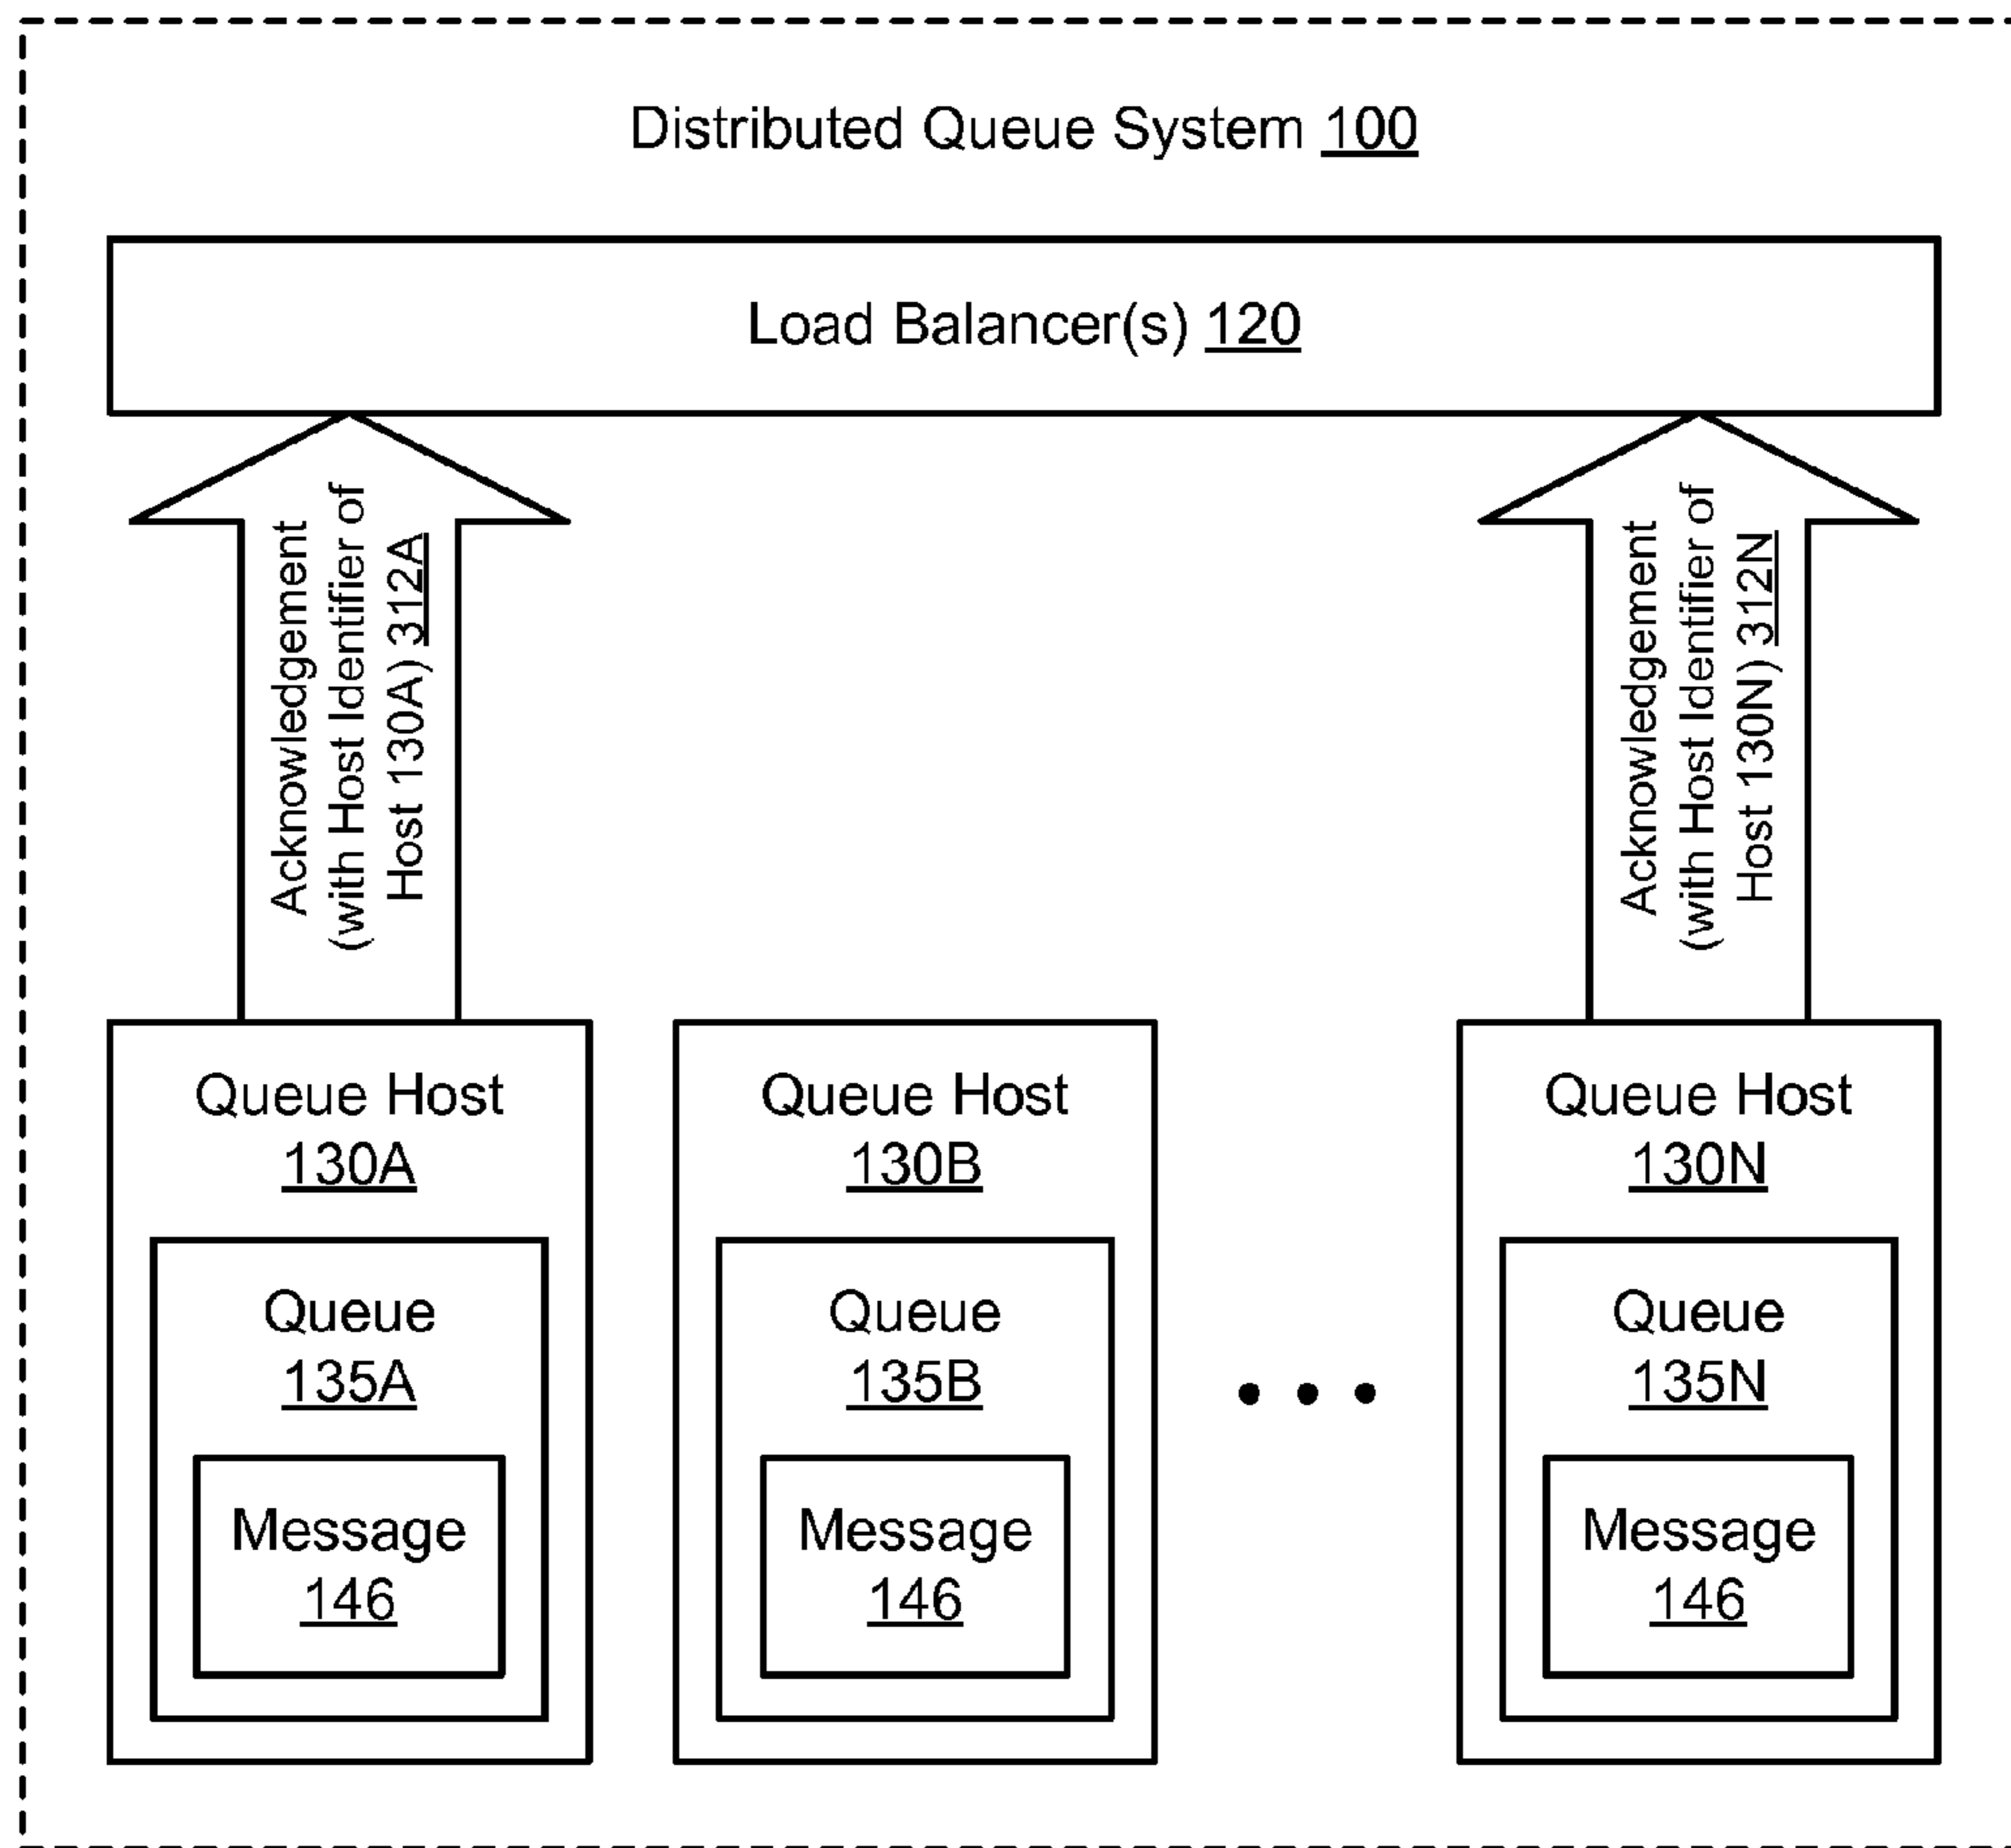 Distributed Queue System 100
Load Balancer(s) 120
Acknowledgement
(with Host Identifier of
Host 130A) 312A
Acknowledgement
(with Host Identifier of
Host 130N) 312N
Queue Host
130A
Queue
135A
Message
146
Queue Host
130B
Queue
135B
Message
146
Queue Host
130N
Queue
135N
Message
146